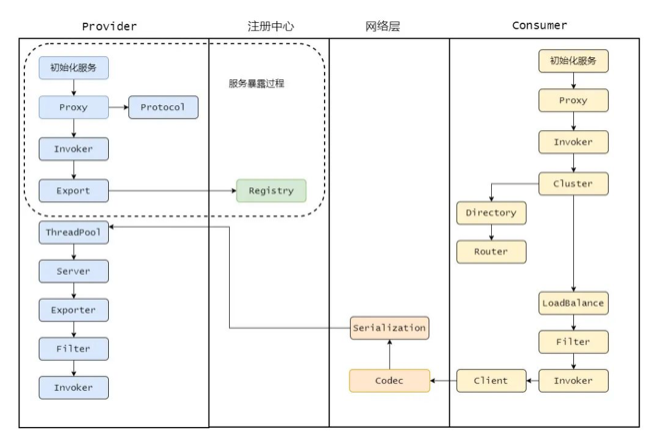 Provider
注册中心
网络层
Consumer
初始化服务
Proxy
Protocol
Invoker
Export
服务暴露过程
Registry
ThreadPool
Server
Exporter
Filter
Invoker
Serialization
Codec
初始化服务
Proxy
Invoker
Cluster
Directory
Router
LoadBalance
Filter
Invoker
Client